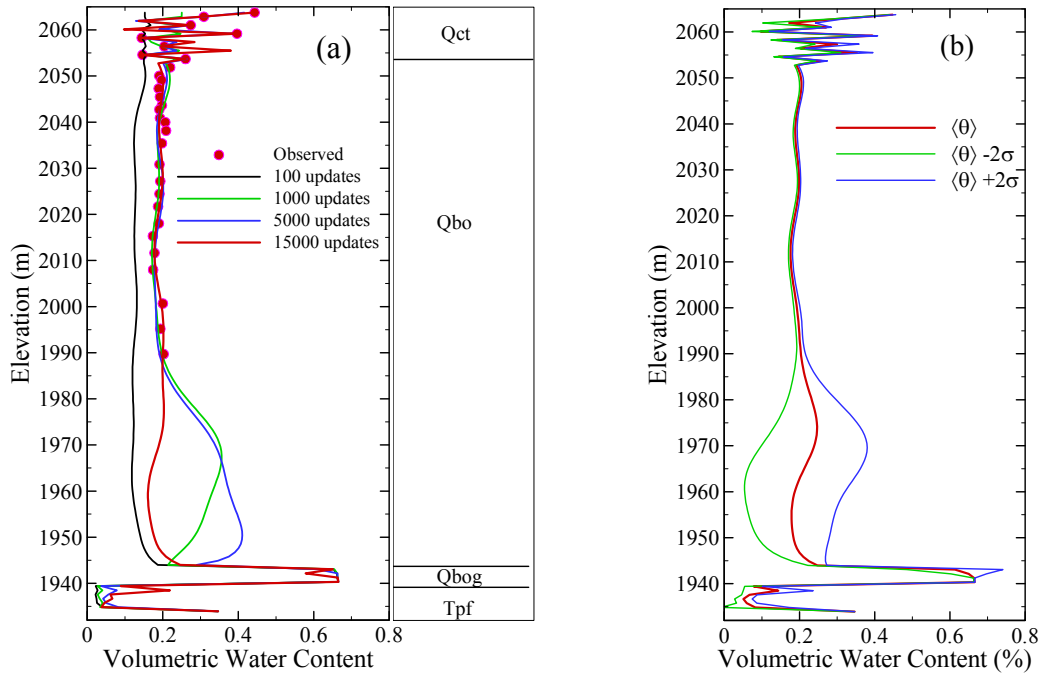 (a)
Observed
100 updates
1000 updates
5000 updates
15000 updates
2060
2050
2040
2030
2020
2010
2000
1990
1980
1970
1960
1950
1940
Elevation (m)
0 0.2 0.4 0.6 0.8
Volumetric Water Content
Qct
Qbo
Qbog
Tpf
(b)
⟨θ⟩
⟨θ⟩ -2σ
⟨θ⟩ +2σ
2060
2050
2040
2030
2020
2010
2000
1990
1980
1970
1960
1950
1940
Elevation (m)
0 0.2 0.4 0.6 0.8
Volumetric Water Content (%)